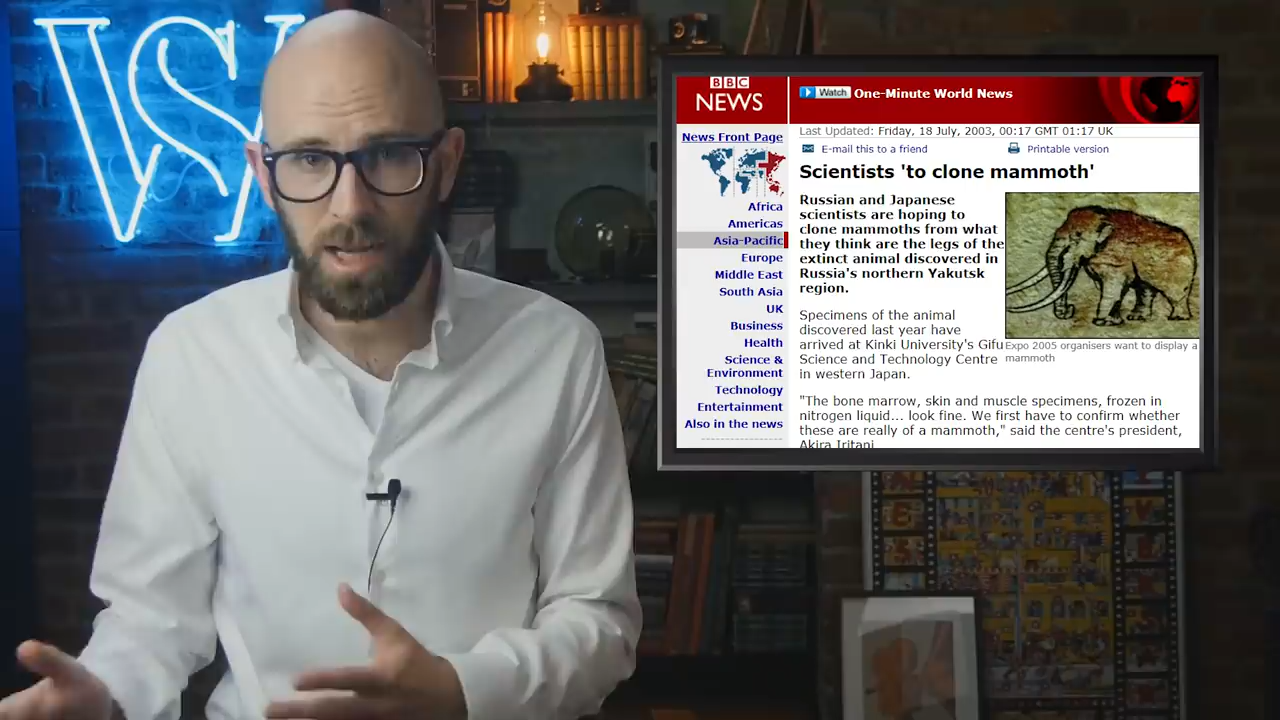 VS
BBC
NEWS
Watch One-Minute World News
News Front Page
Africa
Americas
Asia-Pacific
Europe
Middle East
South Asia
UK
Business
Health
Science &
Environment
Technology
Entertainment
Also in the news
Last Updated: Friday, 18 July, 2003, 00:17 GMT 01:17 UK
E-mail this to a friend
Printable version
Scientists 'to clone mammoth'
Russian and Japanese
scientists are hoping to
clone mammoths from what
they think are the legs of the
extinct animal discovered in
Russia's northern Yakutsk
region.
Expo 2005 organisers want to display a
mammoth
Specimens of the animal
discovered last year have
arrived at Kinki University's Gifu
Science and Technology Centre
in western Japan.
"The bone marrow, skin and muscle specimens, frozen in
nitrogen liquid... look fine. We first have to confirm whether
these are really of a mammoth," said the centre's president,
Akira Iritani